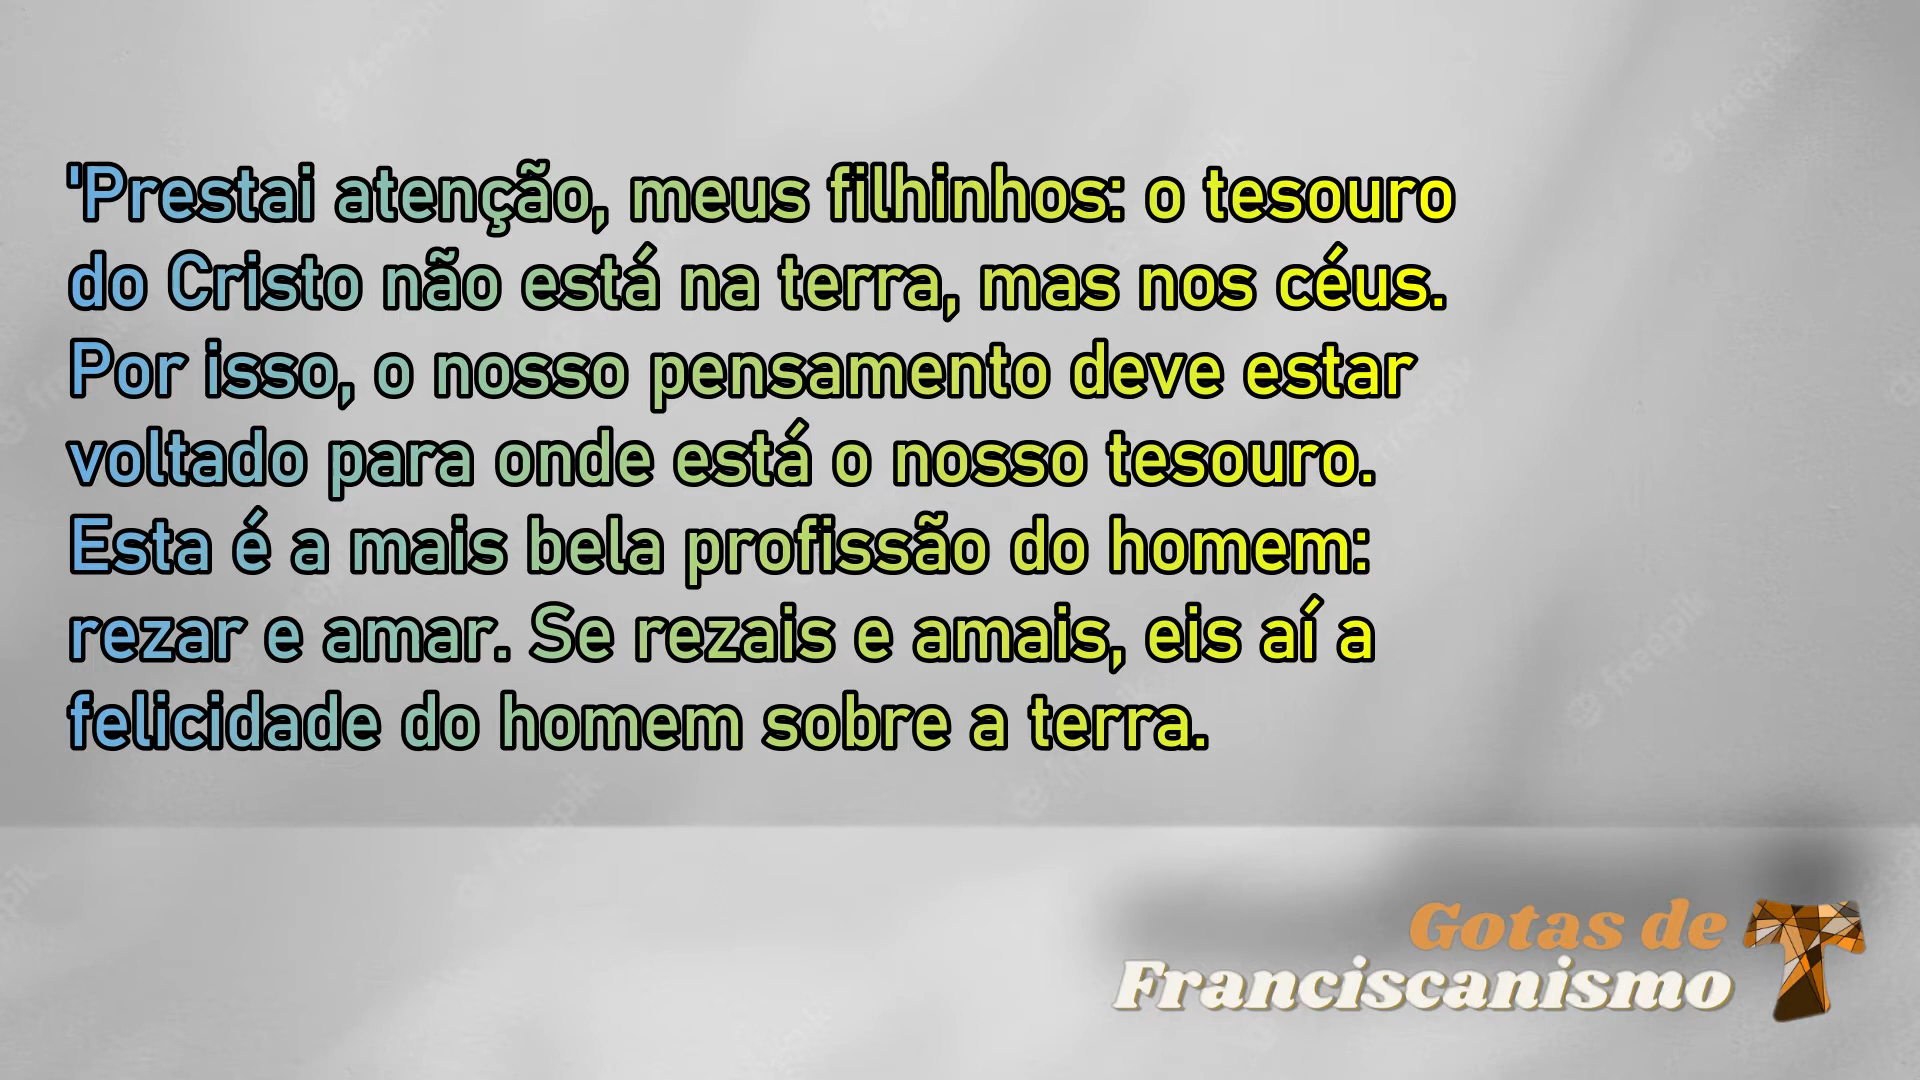 'Prestai atenção, meus filhinhos: o tesouro
do Cristo não está na terra, mas nos céus.
Por isso, o nosso pensamento deve estar
voltado para onde está o nosso tesouro.
Esta é a mais bela profissão do homem:
rezar e amar. Se rezais e amais, eis aí a
felicidade do homem sobre a terra.
Gotas de
Franciscanismo